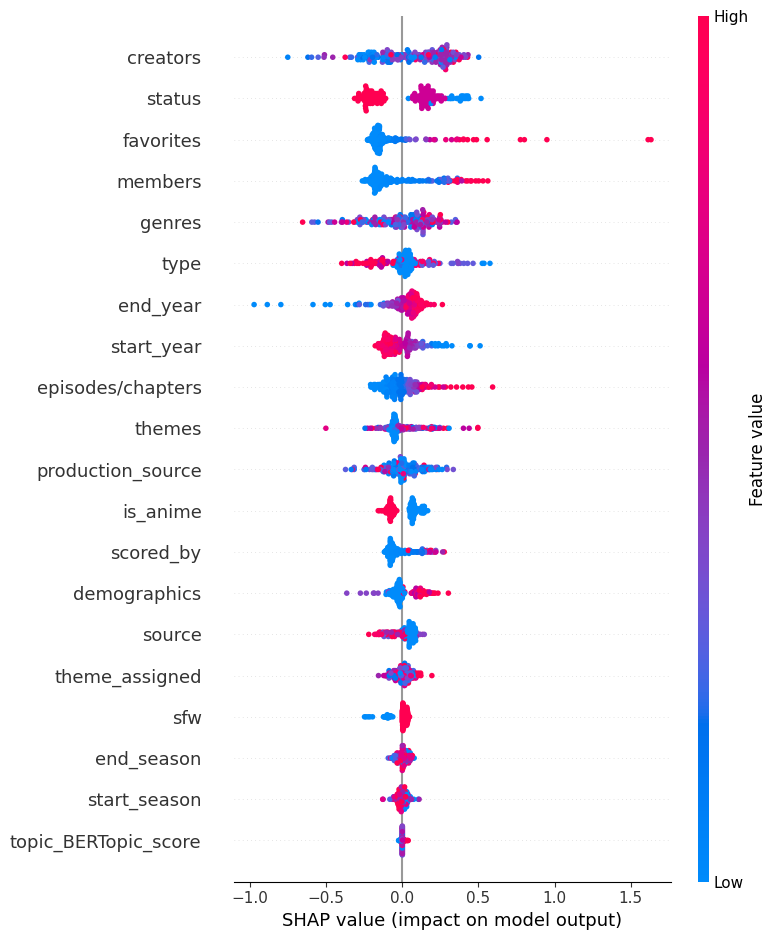 High
creators
status
favorites
members
genres
type
end_year
start_year
episodes/chapters
themes
production_source
is_anime
scored_by
demographics
source
theme_assigned
sfw
end_season
start_season
topic_BERTopic_score
Feature value
Low
−1.0 −0.5 0.0 0.5 1.0 1.5
SHAP value (impact on model output)